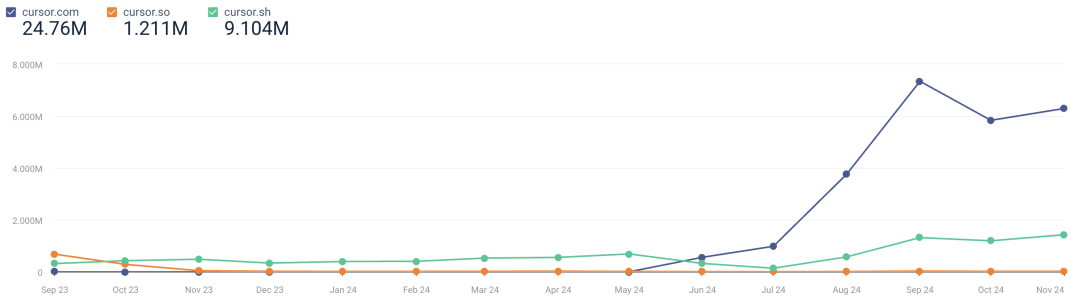 cursor.com cursor.so cursor.sh
24.76M 1.211M 9.104M
8.000M
6.000M
4.000M
2.000M
0
Sep 23 Oct 23 Nov 23 Dec 23 Jan 24 Feb 24 Mar 24 Apr 24 May 24 Jun 24 Jul 24 Aug 24 Sep 24 Oct 24 Nov 24